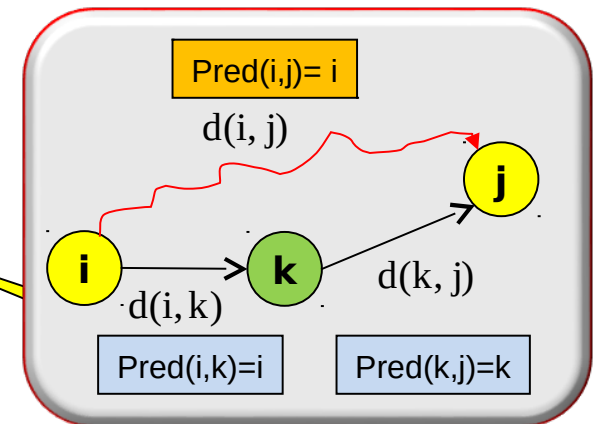 Pred(i,j)= i
d(i, j)
j
i
k
d(i, k)
d(k, j)
Pred(i,k)=i
Pred(k,j)=k